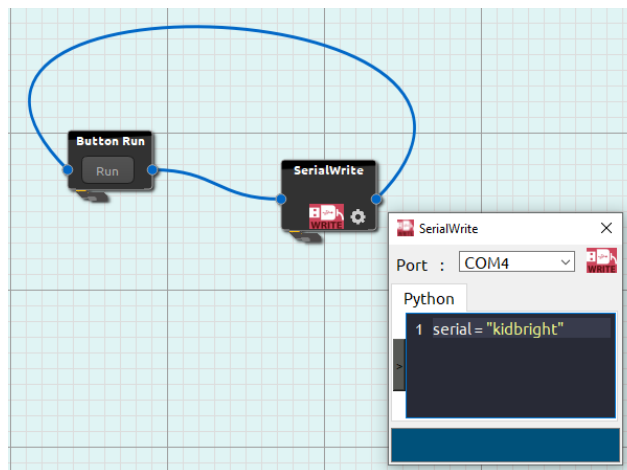 Button Run
Run
SerialWrite
WRITE
SerialWrite
Port : COM4
WRITE
Python
>
1 serial = "kidbright"